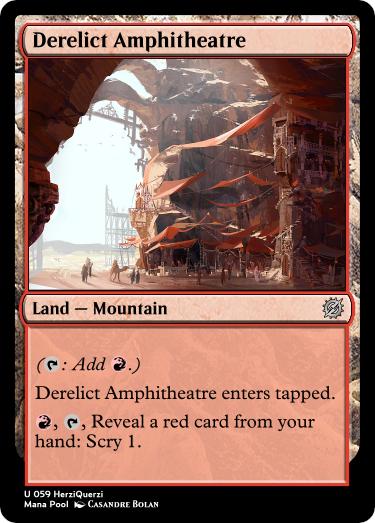 Derelict Amphitheatre
Land — Mountain
(T: Add R.)
Derelict Amphitheatre enters tapped.
R, T, Reveal a red card from your
hand: Scry 1.
U 059 HerziQuerzi
Mana Pool CASANDRE BOLAN